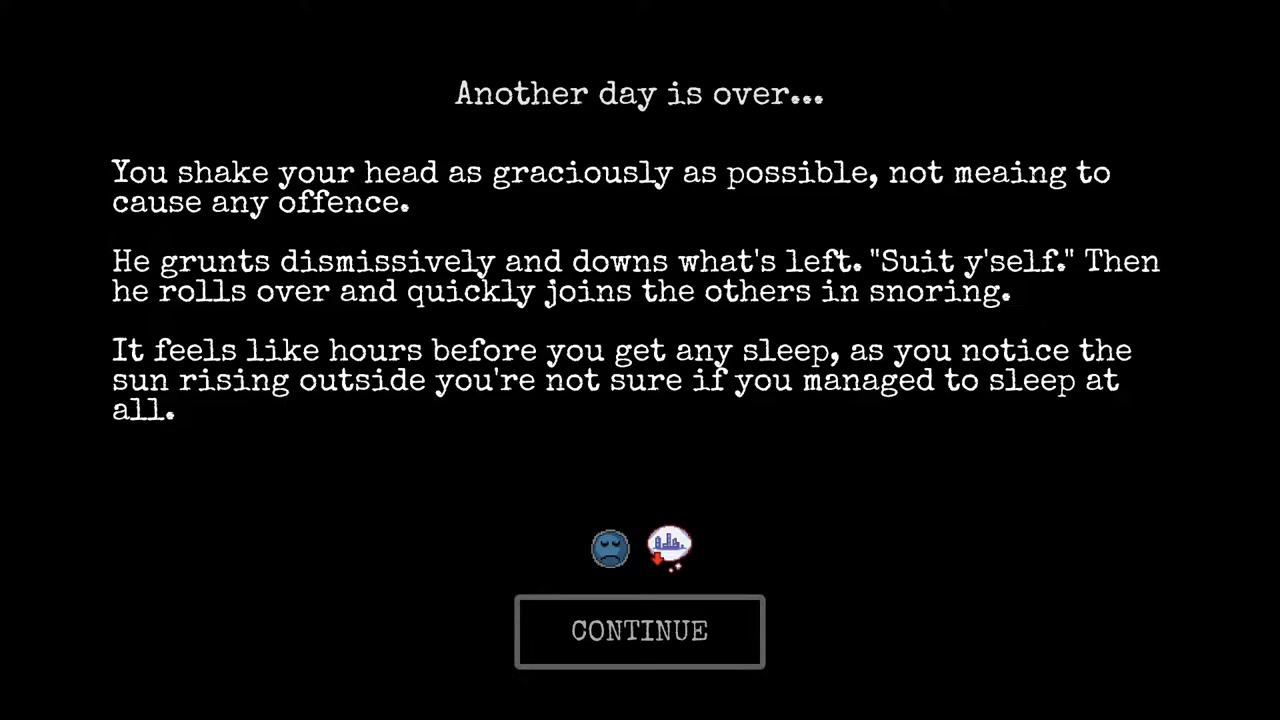 Another day is over...
You shake your head as graciously as possible, not meaing to
cause any offence.
He grunts dismissively and downs what's left. "Suit y'self." Then
he rolls over and quickly joins the others in snoring.
It feels like hours before you get any sleep, as you notice the
sun rising outside you're not sure if you managed to sleep at
all.
CONTINUE